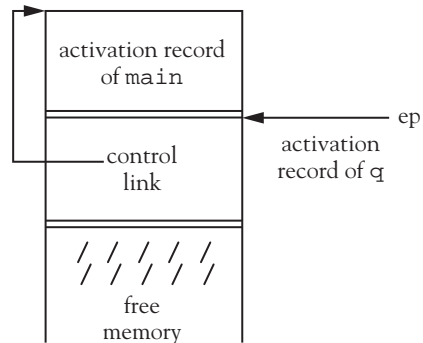 activation record
of main
ep
activation
record of q
control
link
free
memory